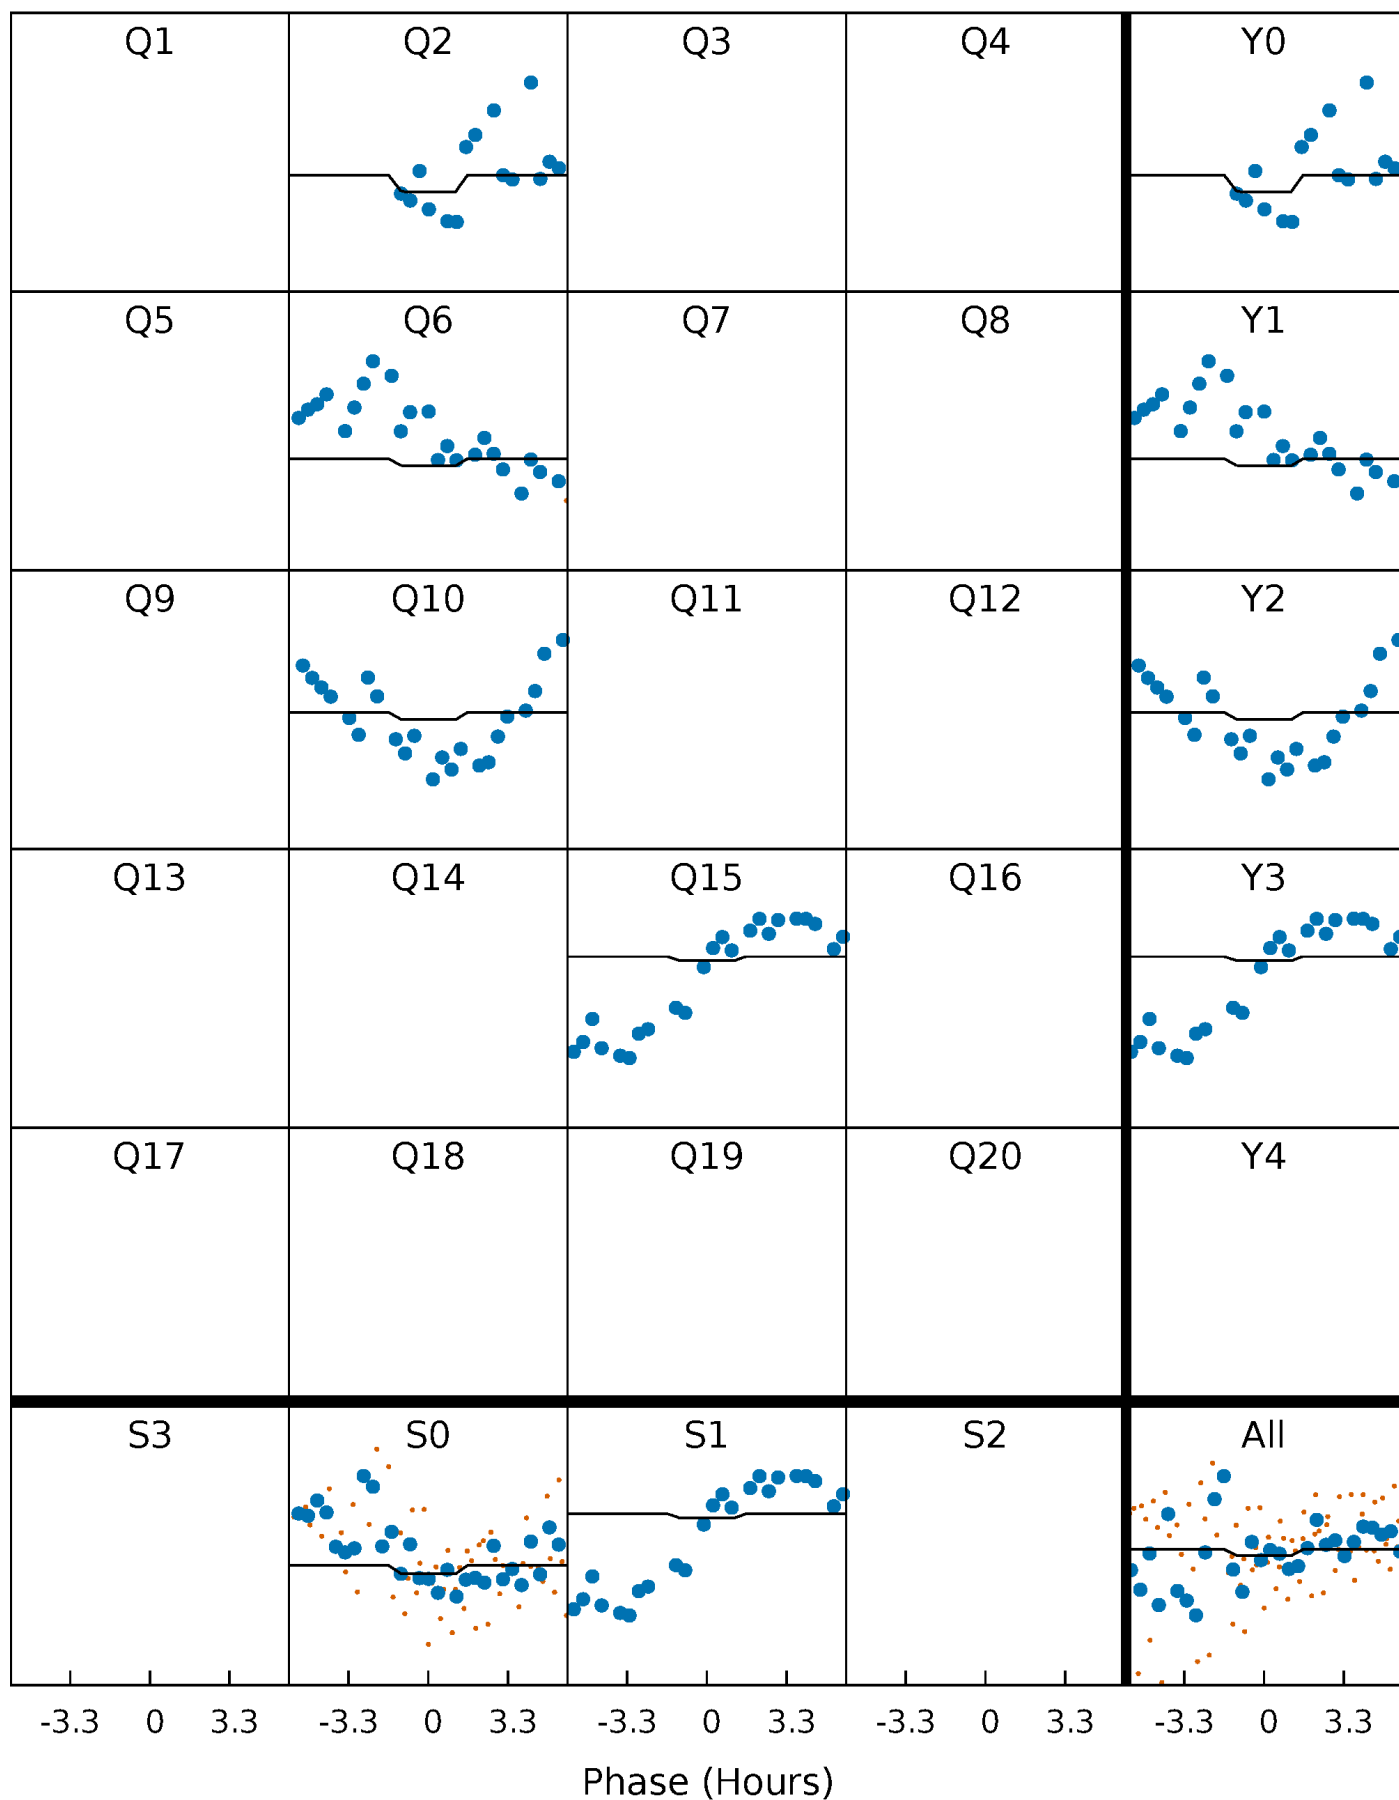 Q1 Q2 Q3 Q4 Y0
Q5 Q6 Q7 Q8 Y1
Q9 Q10 Q11 Q12 Y2
Q13 Q14 Q15 Q16 Y3
Q17 Q18 Q19 Q20 Y4
S3 S0 S1 S2 All
-3.3 0 3.3 -3.3 0 3.3 -3.3 0 3.3 -3.3 0 3.3 -3.3 0 3.3
Phase (Hours)